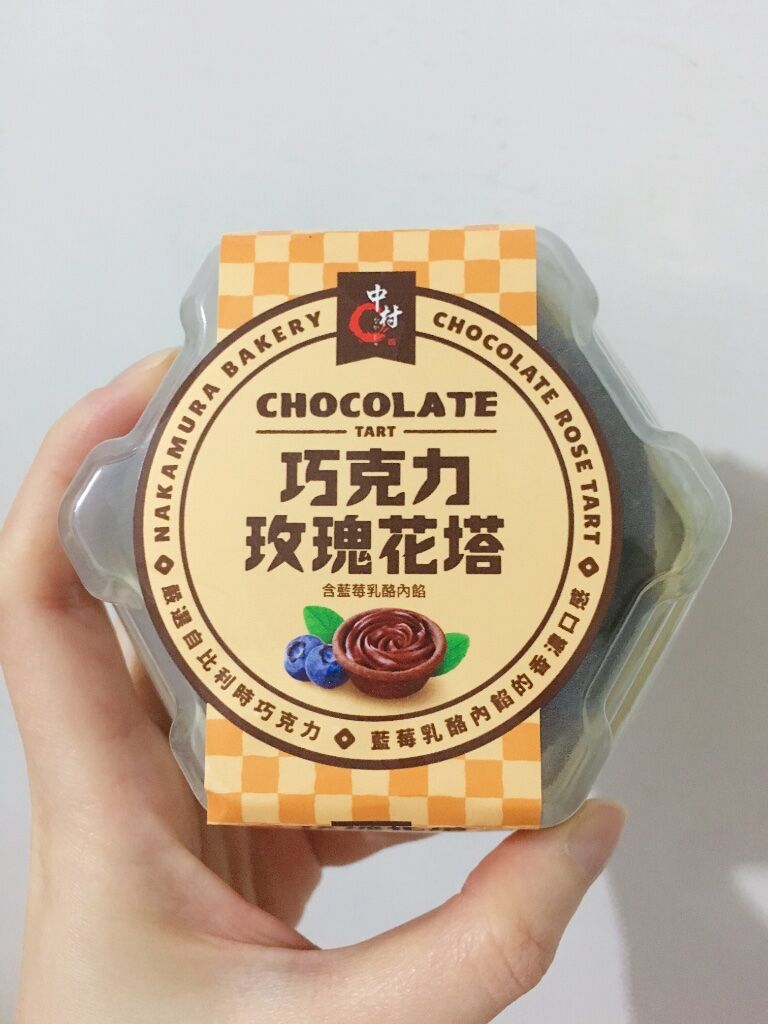 中村
NAKAMURA BAKERY
CHOCOLATE ROSE TART
CHOCOLATE
TART
巧克力
玫瑰花塔
含藍莓乳酪內餡
嚴選自比利時巧克力
藍莓乳酪內餡的香濃口感